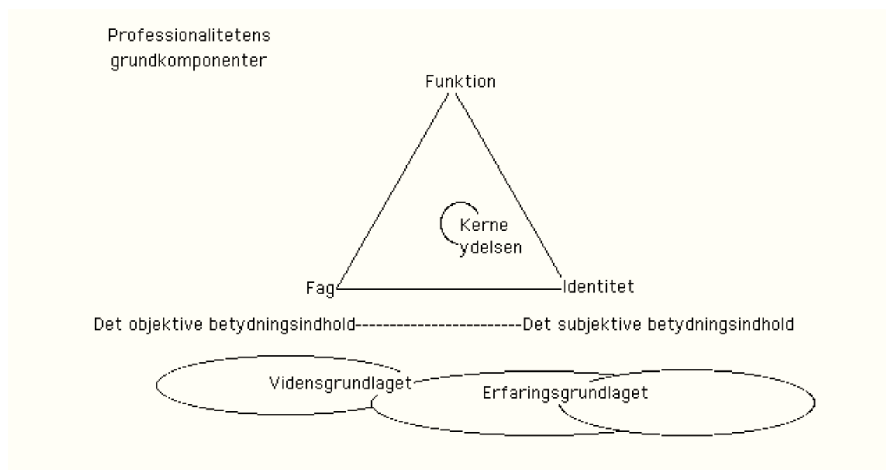 Professionalitetens
grundkomponenter
Funktion
Kerne
ydelsen
Fag
Identitet
Det objektive betydningsindhold------------------------Det subjektive betydningsindhold
Vidensgrundlaget
Erfaringsgrundlaget